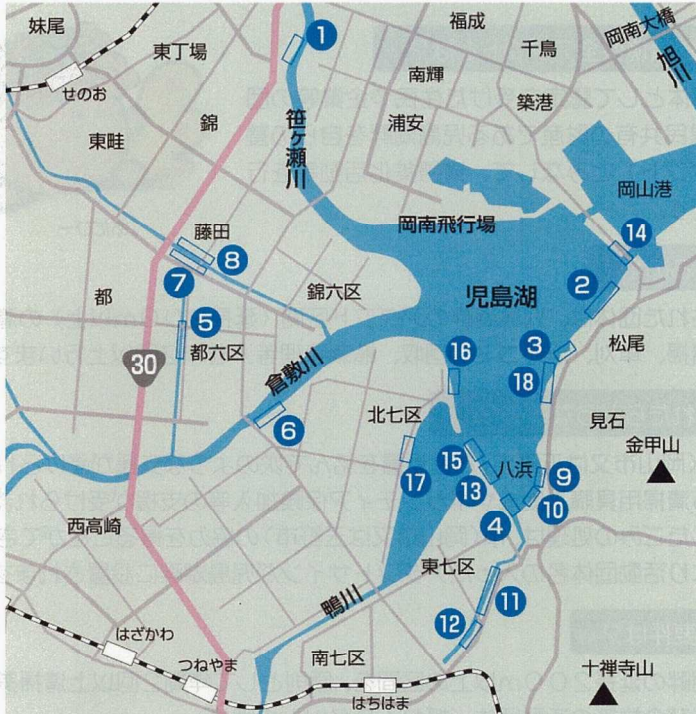 妹尾
福成
岡南大橋
1
東丁場
千鳥
旭川
せのお
南輝
錦
築港
笹ヶ瀬川
浦安
東畦
岡山港
岡南飛行場
14
藤田
8
児島湖
2
7
錦六区
都
5
松尾
3
都六区
16
倉敷川
30
18
北七区
見石
6
金甲山
15
八浜
9
17
13
10
4
西高崎
東七区
11
鴨川
12
はざかわ
つねやま
南七区
十禅寺山
はちはま